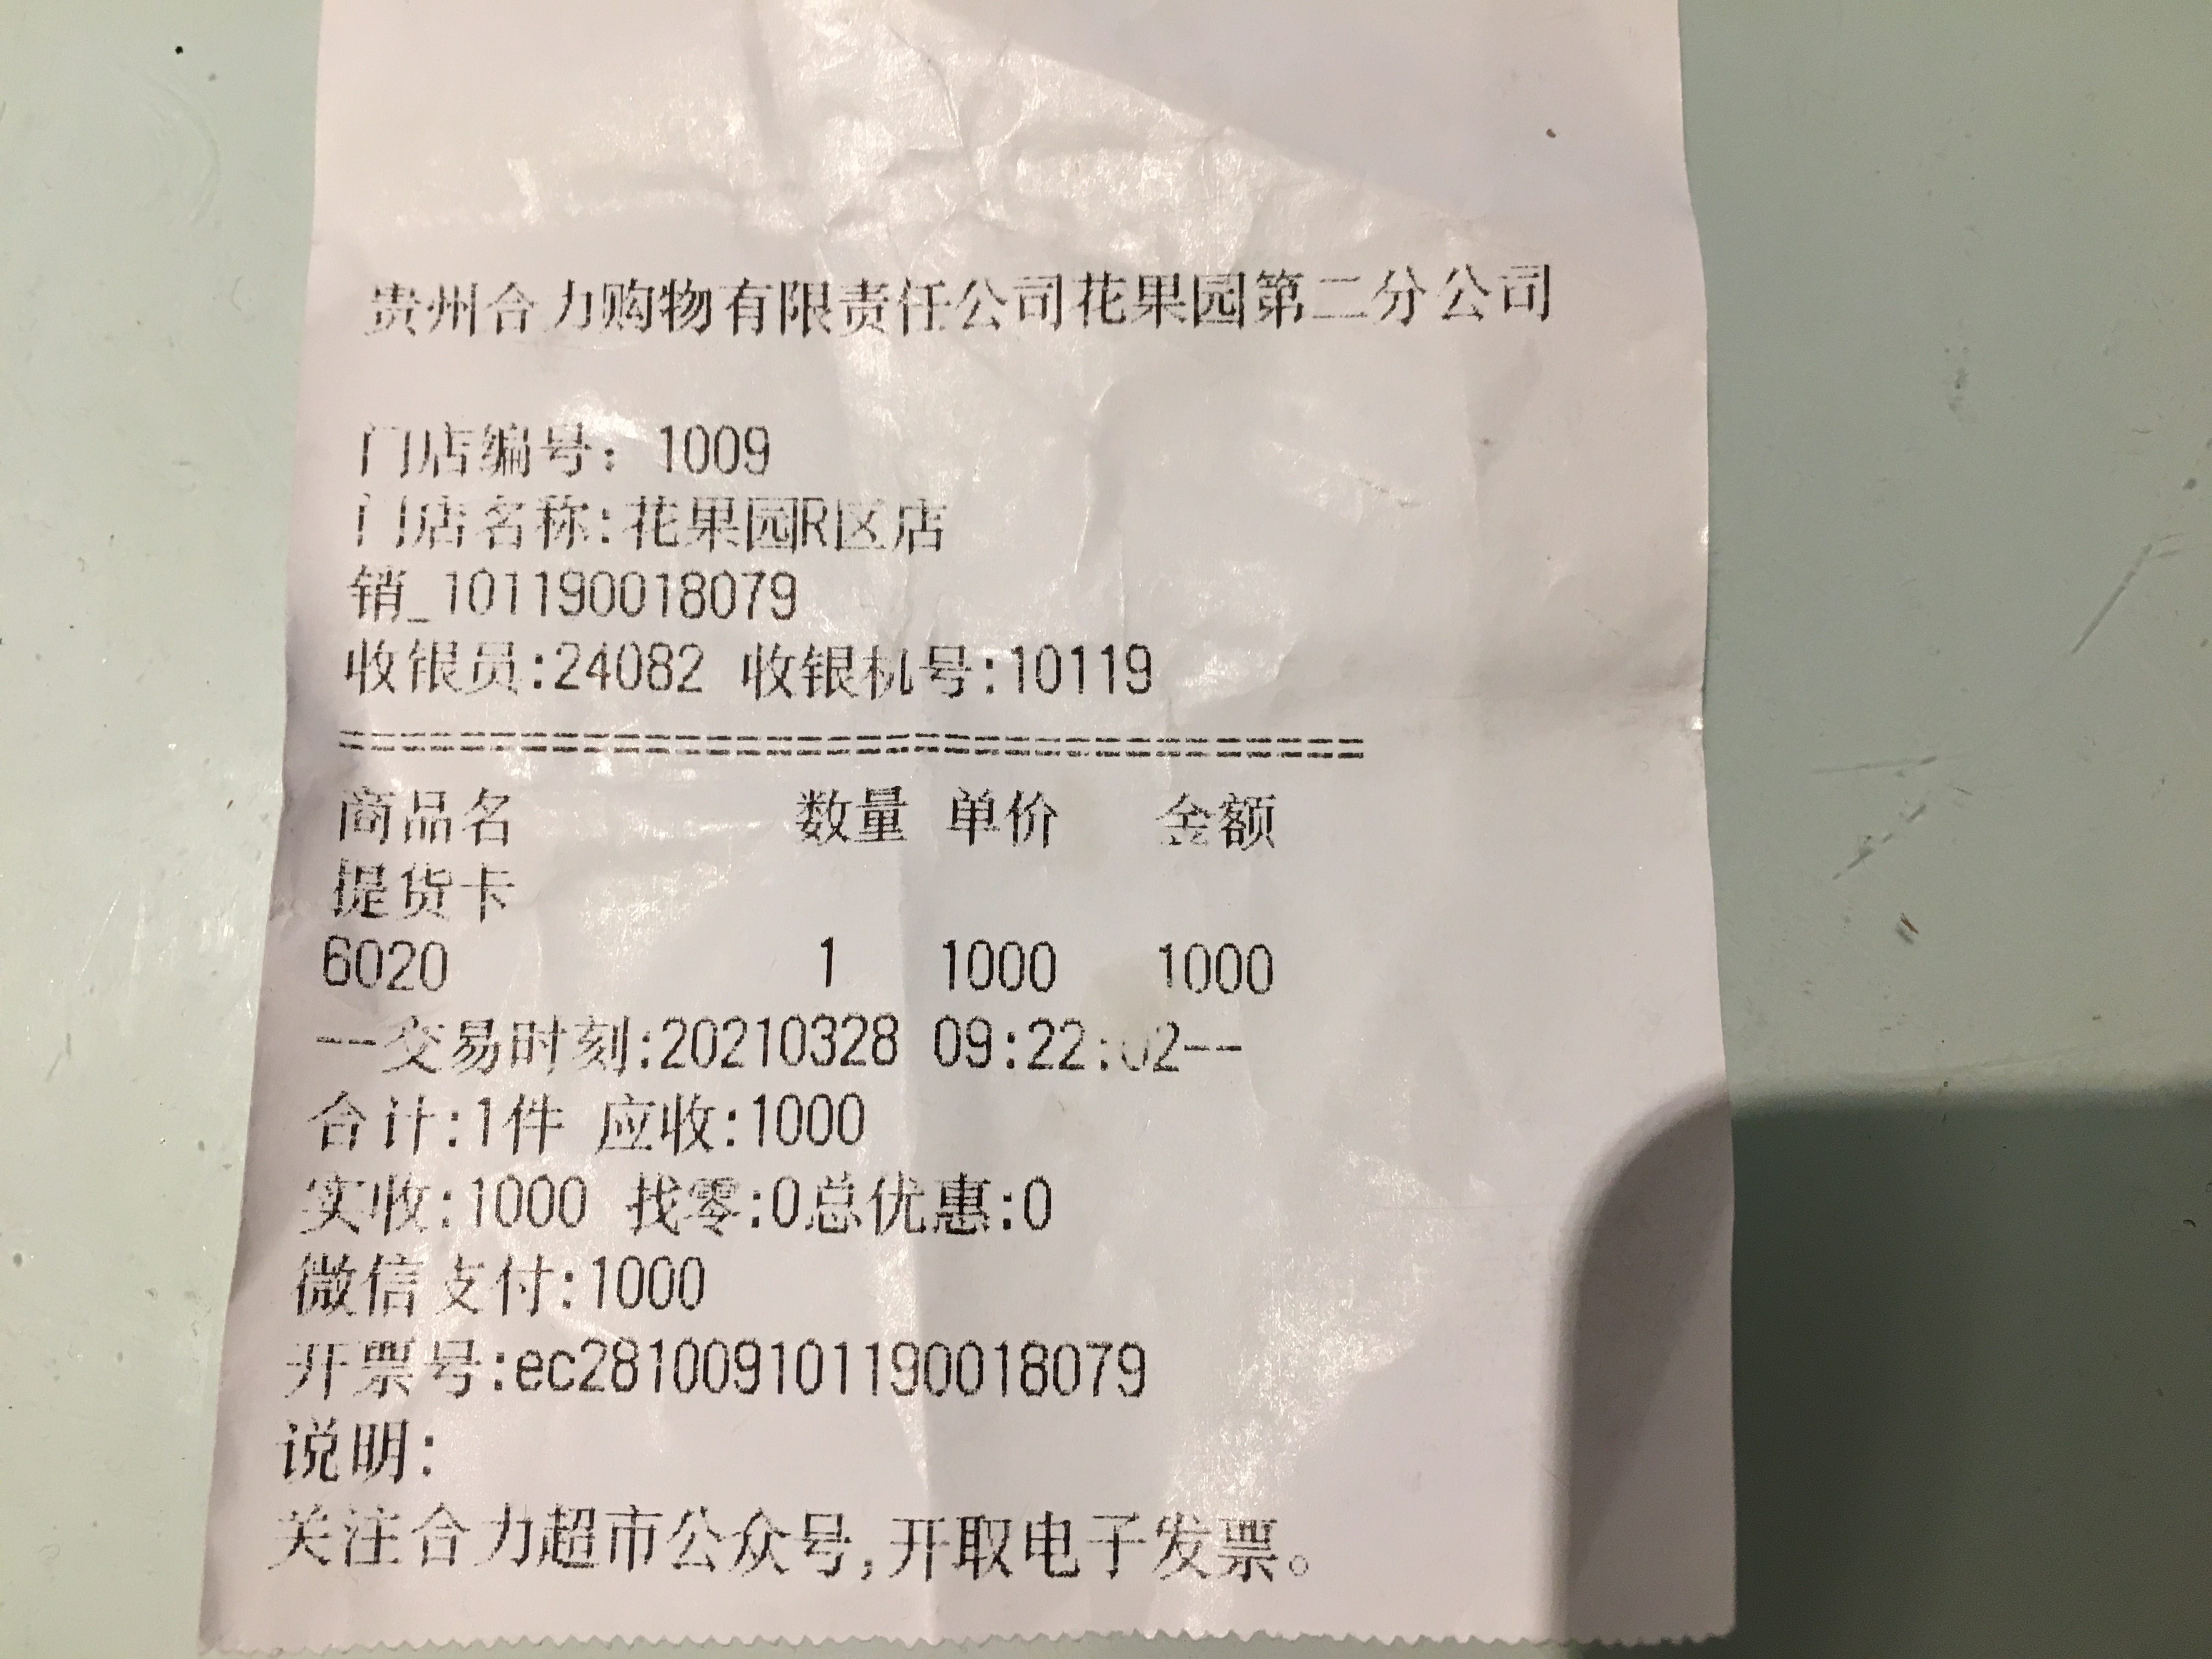 贵州合力购物有限责任公司花果园第二分公司
门店编号：1009
门店名称:花果园R区店
销_101190018079
收银员:24082 收银机号:10119
==================================
商品名 数量 单价 金额
提货卡
6020 1 1000 1000
--交易时刻:20210328 09:22:02--
合计:1件 应收:1000
实收:1000 找零:0总优惠:0
微信支付:1000
开票号:ec281009101190018079
说明:
关注合力超市公众号,开取电子发票。